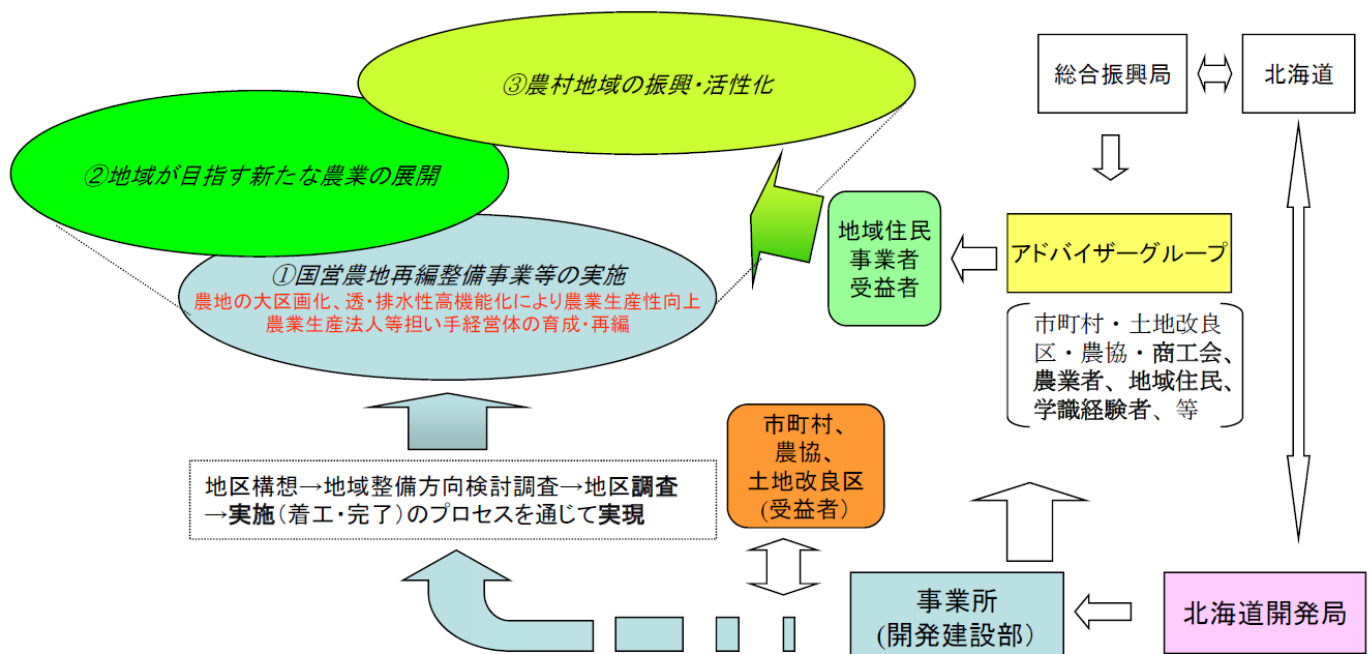 ③農村地域の振興・活性化
総合振興局
北海道
②地域が目指す新たな農業の展開
地域住民
事業者
受益者
アドバイザーグループ
①国営農地再編整備事業等の実施
農地の大区画化、透・排水性高機能化により農業生産性向上
農業生産法人等担い手経営体の育成・再編
市町村・土地改良
区・農協・商工会、
農業者、地域住民、
学識経験者、等
市町村、
農協、
土地改良区
(受益者)
地区構想→地域整備方向検討調査→地区調査
→実施(着工・完了)のプロセスを通じて実現
事業所
(開発建設部)
北海道開発局